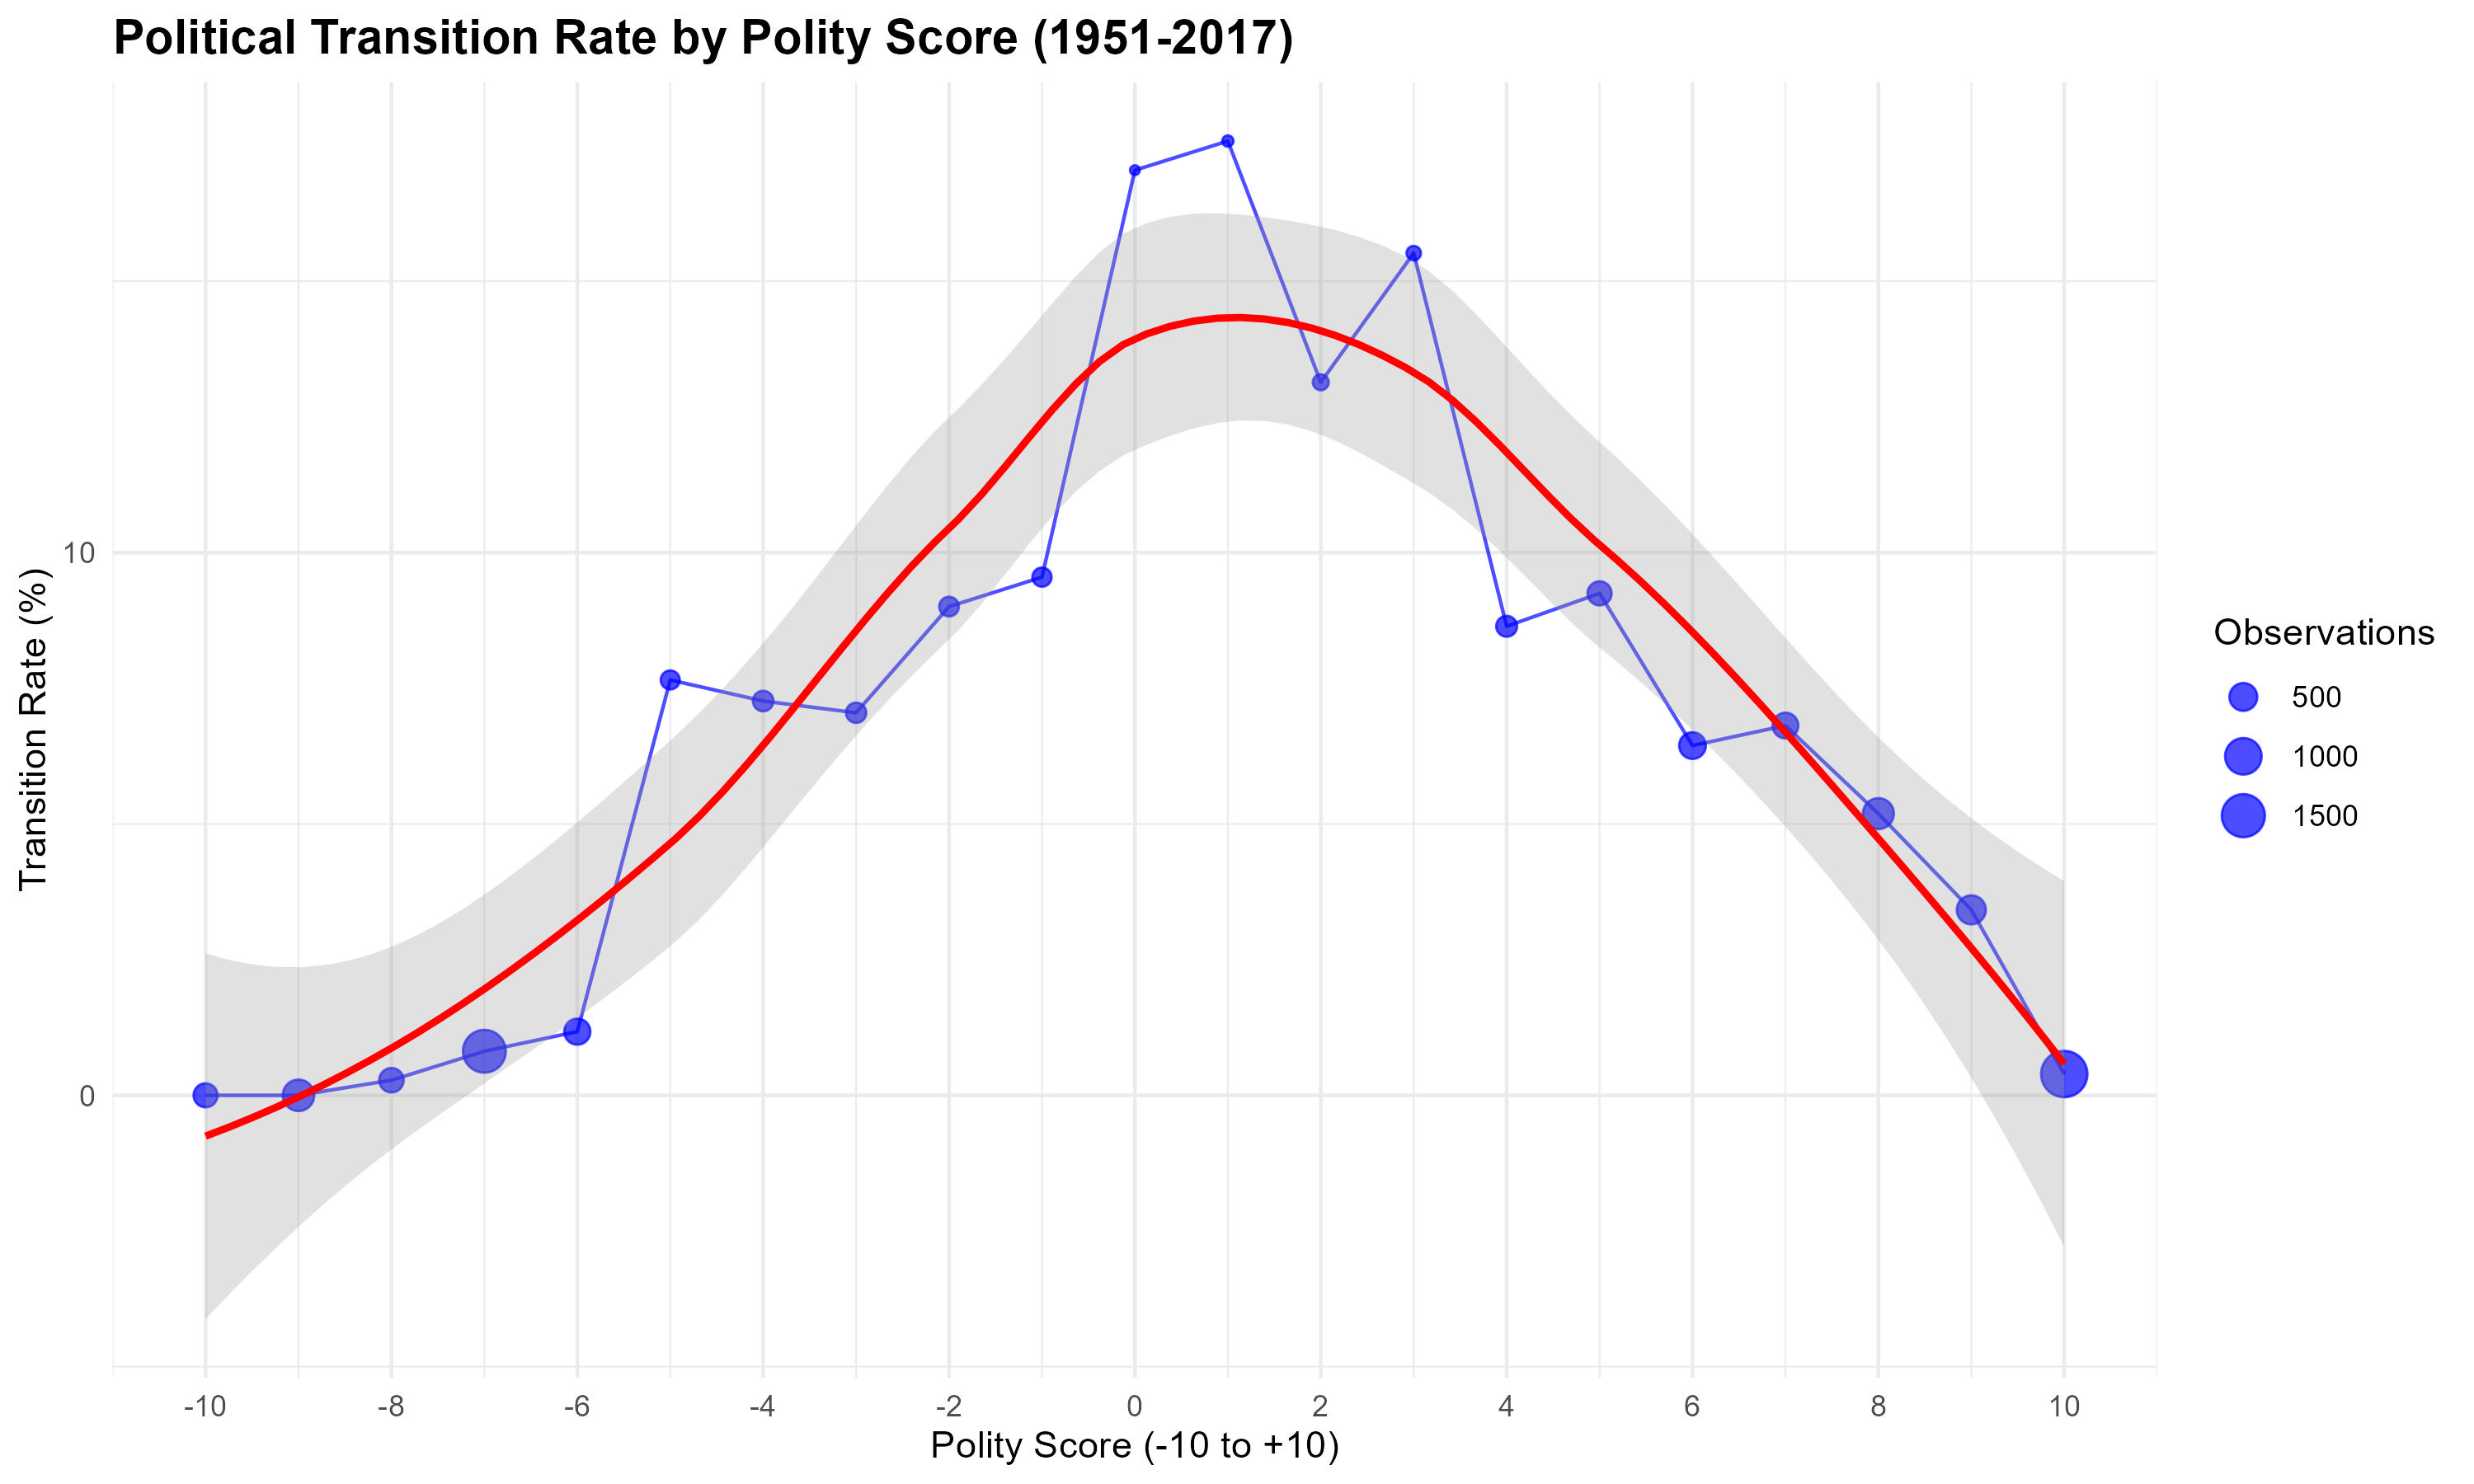 Political Transition Rate by Polity Score (1951-2017)
Transition Rate (%)
10
0
-10 -8 -6 -4 -2 0 2 4 6 8 10
Polity Score (-10 to +10)
Observations
500
1000
1500